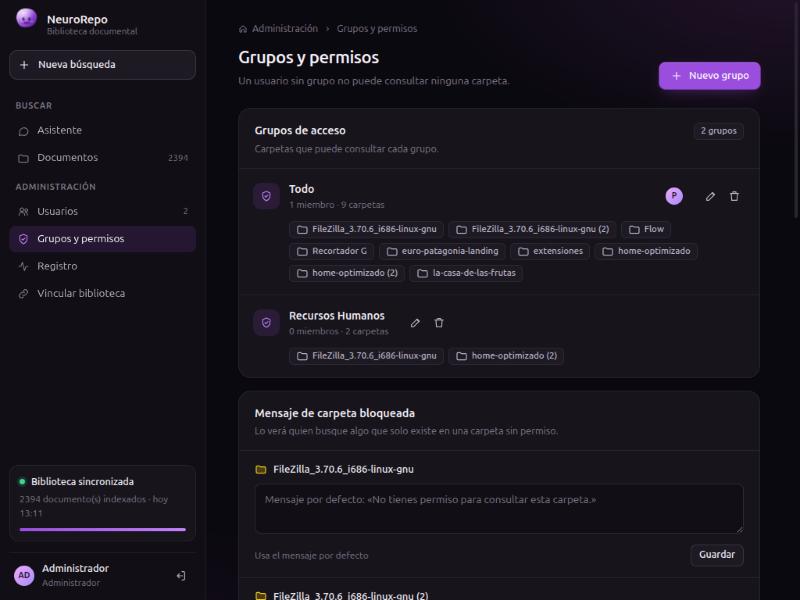 NeuroRepo
Biblioteca documental
Nueva búsqueda
BUSCAR
Asistente
Documentos 2394
ADMINISTRACIÓN
Usuarios 2
Grupos y permisos
Registro
Vincular biblioteca
Biblioteca sincronizada
2394 documento(s) indexados · hoy
13:11
AD
Administrador
Administrador
Administración › Grupos y permisos
Grupos y permisos
Un usuario sin grupo no puede consultar ninguna carpeta.
Nuevo grupo
Grupos de acceso
2 grupos
Carpetas que puede consultar cada grupo.
Todo
1 miembro · 9 carpetas
P
FileZilla_3.70.6_i686-linux-gnu FileZilla_3.70.6_i686-linux-gnu (2) Flow
Recortador G euro-patagonia-landing extensiones home-optimizado
home-optimizado (2) la-casa-de-las-frutas
Recursos Humanos
0 miembros · 2 carpetas
FileZilla_3.70.6_i686-linux-gnu home-optimizado (2)
Mensaje de carpeta bloqueada
Lo verá quien busque algo que solo existe en una carpeta sin permiso.
FileZilla_3.70.6_i686-linux-gnu
Mensaje por defecto: «No tienes permiso para consultar esta carpeta.»
Usa el mensaje por defecto
Guardar
FileZilla_3.70.6_i686-linux-gnu (2)